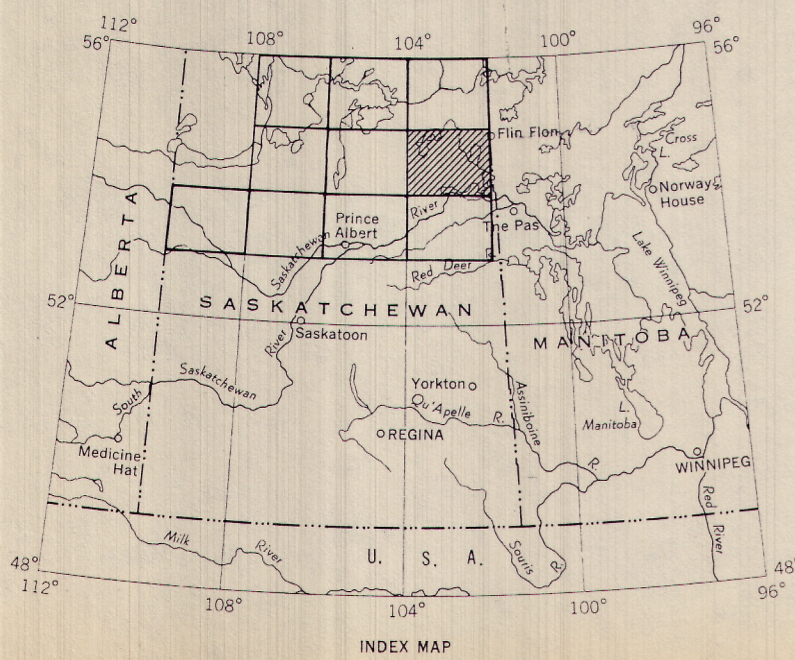 112°
108°
104°
100°
96°
56°
56°
Flin Flon
Cross
L.
Norway
House
Prince
Albert
River
The Pas
Saskatchewan
Red Deer
R.
Lake Winnipeg
ALBERTA
52°
SASKATCHEWAN
52°
MANITOBA
Saskatoon
River
Saskatchewan
South
Yorkton
Qu'Apelle
R.
Assiniboine
R.
L.
Manitoba
REGINA
Medicine
Hat
WINNIPEG
Red
River
Milk
River
U. S. A.
Souris
R.
48°
48°
112°
108°
104°
100°
96°
INDEX MAP